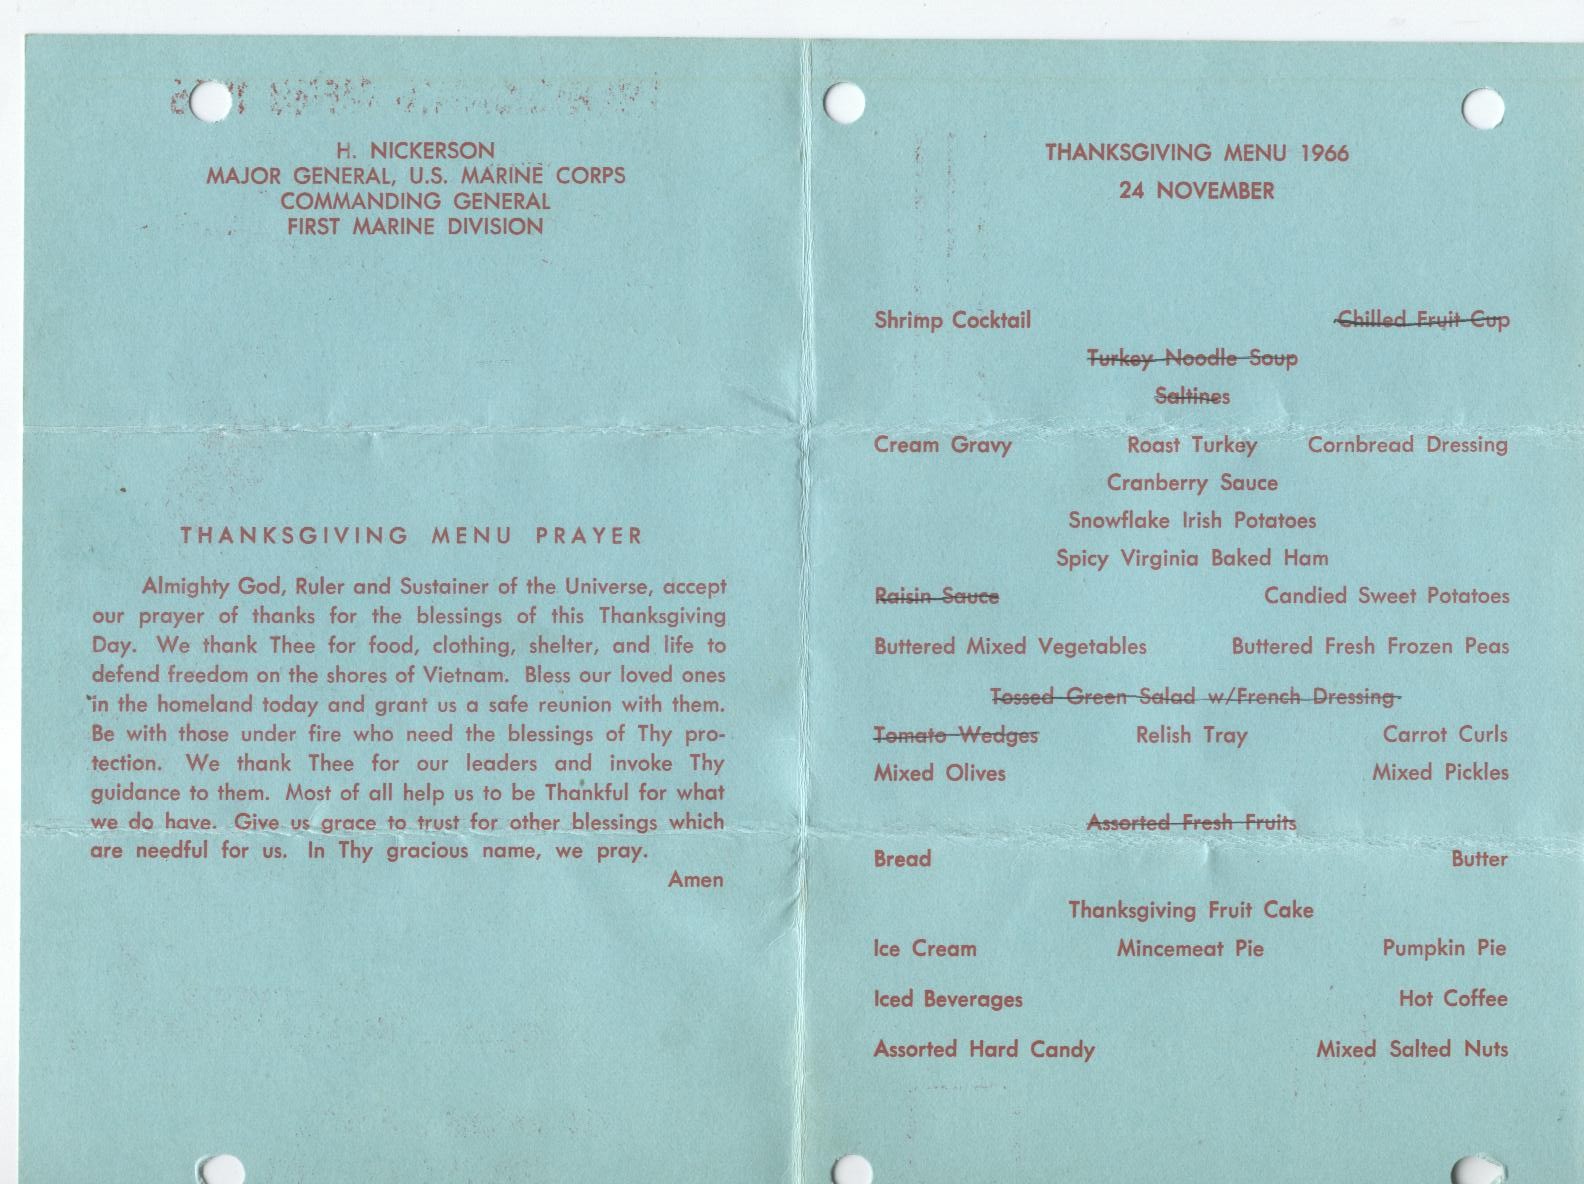 H. NICKERSON
MAJOR GENERAL, U.S. MARINE CORPS
COMMANDING GENERAL
FIRST MARINE DIVISION
THANKSGIVING MENU PRAYER
Almighty God, Ruler and Sustainer of the Universe, accept
our prayer of thanks for the blessings of this Thanksgiving
Day. We thank Thee for food, clothing, shelter, and life to
defend freedom on the shores of Vietnam. Bless our loved ones
in the homeland today and grant us a safe reunion with them.
Be with those under fire who need the blessings of Thy pro-
tection. We thank Thee for our leaders and invoke Thy
guidance to them. Most of all help us to be Thankful for what
we do have. Give us grace to trust for other blessings which
are needful for us. In Thy gracious name, we pray.
Amen
THANKSGIVING MENU 1966
24 NOVEMBER
Shrimp Cocktail Chilled Fruit Cup
Turkey Noodle Soup
Saltines
Cream Gravy Roast Turkey Cornbread Dressing
Cranberry Sauce
Snowflake Irish Potatoes
Spicy Virginia Baked Ham
Raisin Sauce Candied Sweet Potatoes
Buttered Mixed Vegetables Buttered Fresh Frozen Peas
Tossed Green Salad w/French Dressing
Tomato Wedges Relish Tray Carrot Curls
Mixed Olives Mixed Pickles
Assorted Fresh Fruits
Bread Butter
Thanksgiving Fruit Cake
Ice Cream Mincemeat Pie Pumpkin Pie
Iced Beverages Hot Coffee
Assorted Hard Candy Mixed Salted Nuts